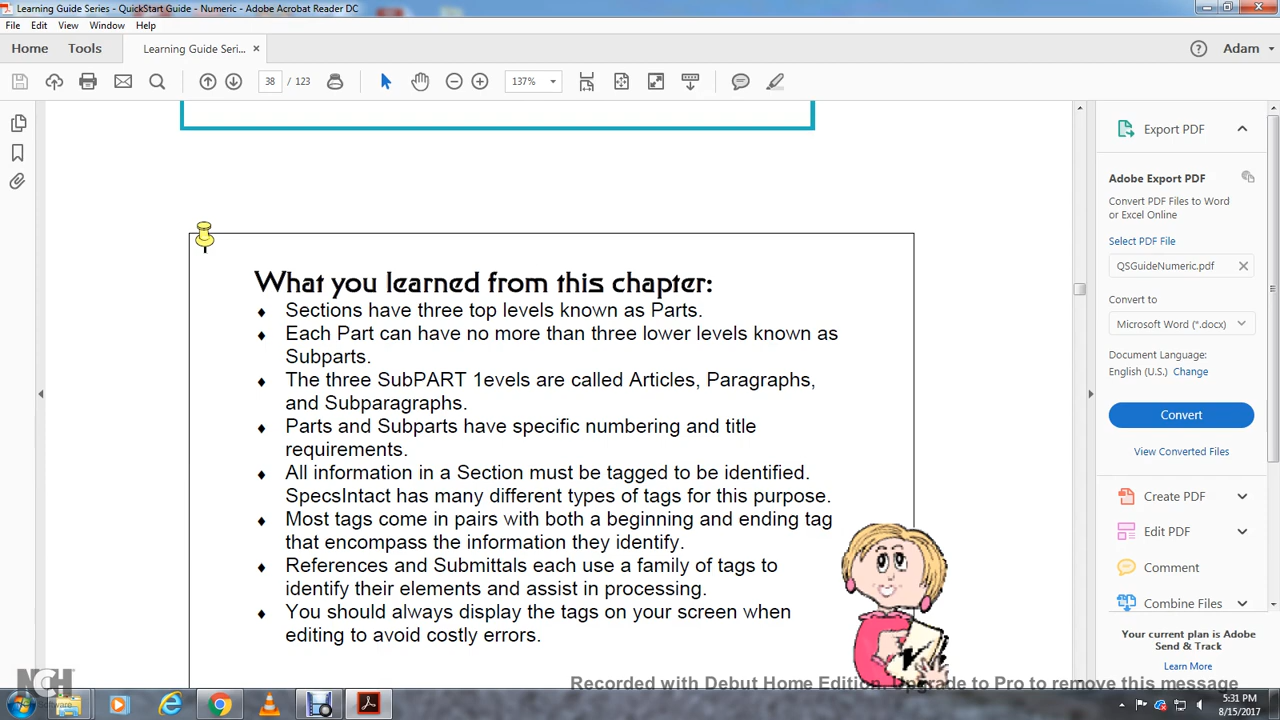 Learning Guide Series - QuickStart Guide - Numeric - Adobe Acrobat Reader DC
File Edit View Window Help
Home Tools Learning Guide Seri... × Adam
38 / 123 137%
Export PDF
Adobe Export PDF
Convert PDF Files to Word
or Excel Online
Select PDF File
QSGuideNumeric.pdf
Convert to
Microsoft Word (*.docx)
Document Language:
English (U.S.) Change
Convert
View Converted Files
Create PDF
Edit PDF
Comment
Combine Files
Your current plan is Adobe
Send & Track
Learn More
What you learned from this chapter:
♦ Sections have three top levels known as Parts.
♦ Each Part can have no more than three lower levels known as
Subparts.
♦ The three SubPART 1evels are called Articles, Paragraphs,
and Subparagraphs.
♦ Parts and Subparts have specific numbering and title
requirements.
♦ All information in a Section must be tagged to be identified.
SpecsIntact has many different types of tags for this purpose.
♦ Most tags come in pairs with both a beginning and ending tag
that encompass the information they identify.
♦ References and Submittals each use a family of tags to
identify their elements and assist in processing.
♦ You should always display the tags on your screen when
editing to avoid costly errors.
NCH
Software
Recorded with Debut Home Edition. Upgrade to Pro to remove this message
5:31 PM
8/15/2017